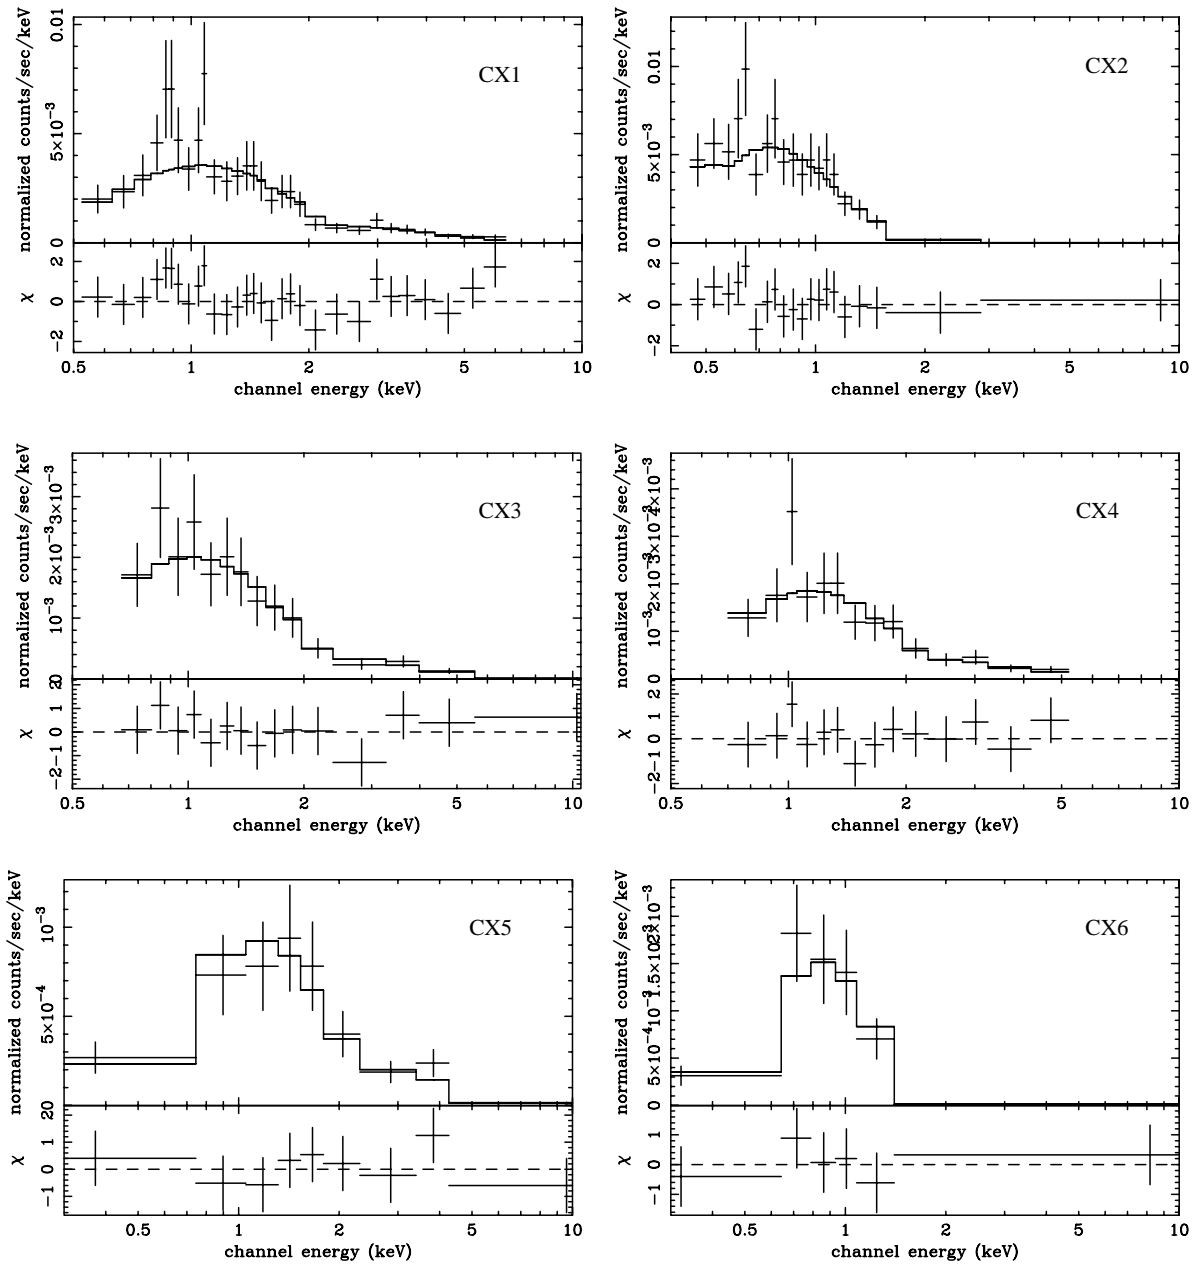 CX1
normalized counts/sec/keV
0 5×10⁻³ 0.01
χ
−2 0 2
0.5 1 2 5 10
channel energy (keV)
CX2
normalized counts/sec/keV
0 5×10⁻³ 0.01
χ
−2 0 2
0.5 1 2 5 10
channel energy (keV)
CX3
normalized counts/sec/keV
10⁻³ 2×10⁻³ 3×10⁻³
χ
−2 −1 0 1
0.5 1 2 5 10
channel energy (keV)
CX4
normalized counts/sec/keV
0 10⁻³ 2×10⁻³
χ
−2 −1 0 1 2
0.5 1 2 5 10
channel energy (keV)
CX5
normalized counts/sec/keV
0 5×10⁻⁴ 10⁻³
χ
−1 0 1 2
0.5 1 2 5 10
channel energy (keV)
CX6
normalized counts/sec/keV
0 5×10⁻⁴ 10⁻³
χ
−1 0 1
0.5 1 2 5 10
channel energy (keV)